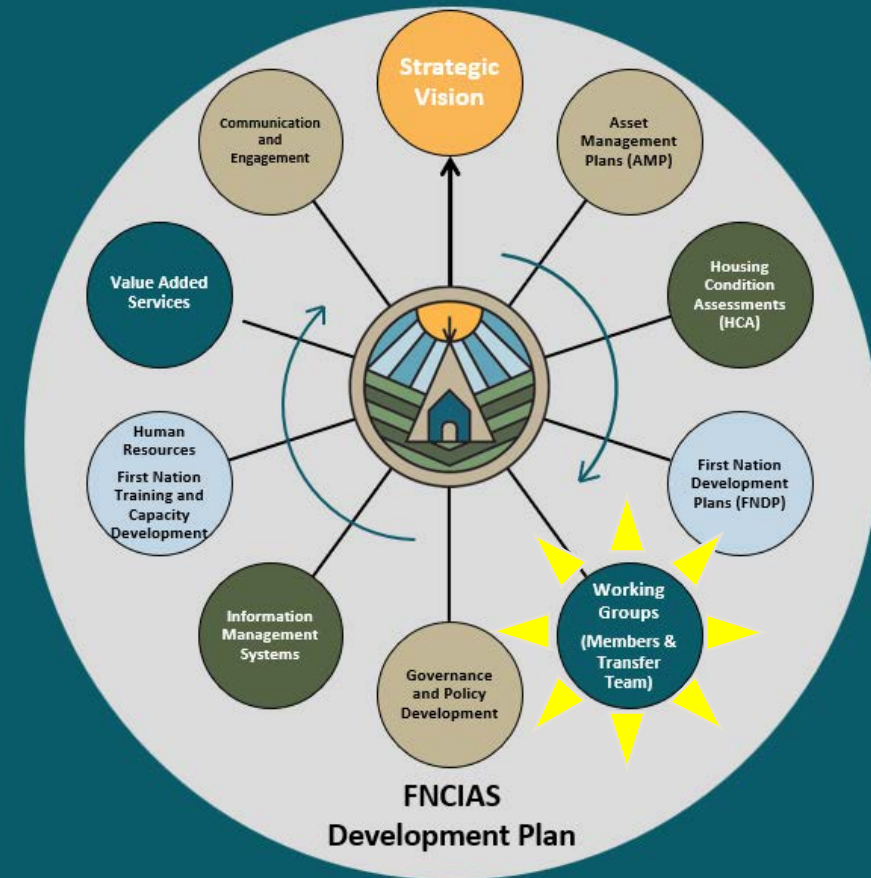 Strategic
Vision
Asset
Management
Plans (AMP)
Housing
Condition
Assessments
(HCA)
First Nation
Development
Plans (FNDP)
Working
Groups
(Members &
Transfer
Team)
Governance
and Policy
Development
Information
Management
Systems
Human
Resources
First Nation
Training and
Capacity
Development
Value Added
Services
Communication
and
Engagement
FNCIAS
Development Plan